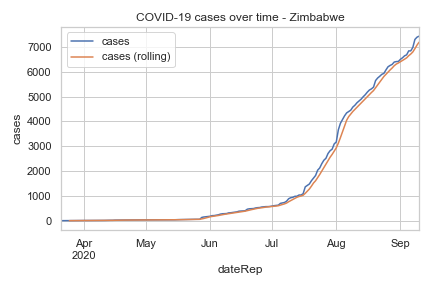 COVID-19 cases over time - Zimbabwe
cases
cases (rolling)
7000
6000
5000
4000
3000
2000
1000
0
cases
Apr
2020
May
Jun
Jul
Aug
Sep
dateRep